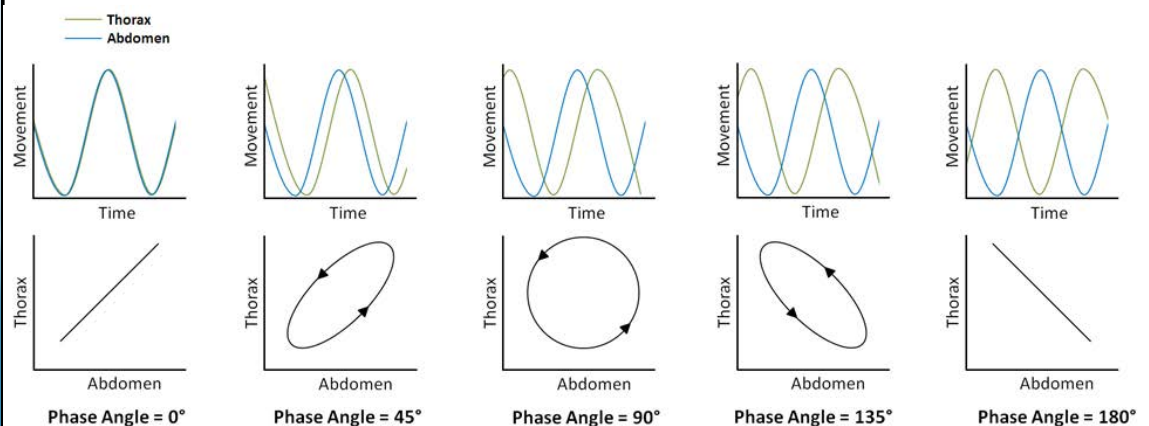 Thorax
Abdomen
Movement
Time
Movement
Time
Movement
Time
Movement
Time
Movement
Time
Thorax
Abdomen
Thorax
Abdomen
Thorax
Abdomen
Thorax
Abdomen
Thorax
Abdomen
Phase Angle = 0°
Phase Angle = 45°
Phase Angle = 90°
Phase Angle = 135°
Phase Angle = 180°